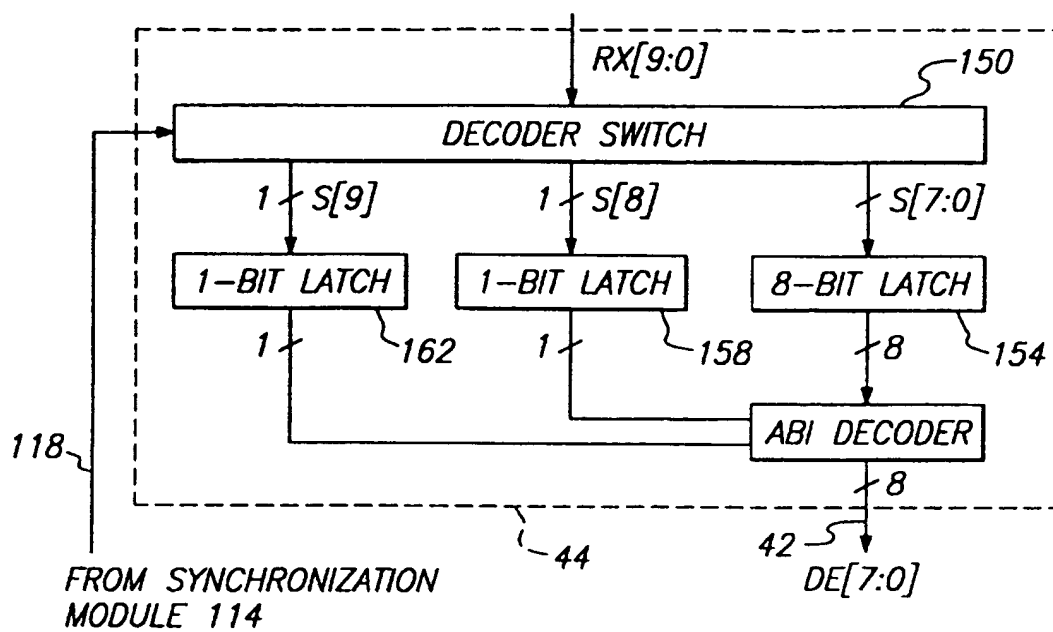 RX[9:0]
150
DECODER SWITCH
1 S[9]
1 S[8]
S[7:0]
1-BIT LATCH
1-BIT LATCH
8-BIT LATCH
1
162
1
158
8
154
ABI DECODER
118
8
44
42
DE[7:0]
FROM SYNCHRONIZATION
MODULE 114